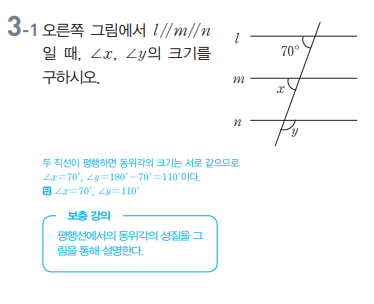 3-1 오른쪽 그림에서 l//m//n
일 때, ∠x, ∠y의 크기를
구하시오.
l
70°
m
x
n
y
두 직선이 평행하면 동위각의 크기는 서로 같으므로
∠x=70°, ∠y=180°-70°=110°이다.
답 ∠x=70°, ∠y=110°
보충 강의
평행선에서의 동위각의 성질을 그
림을 통해 설명한다.